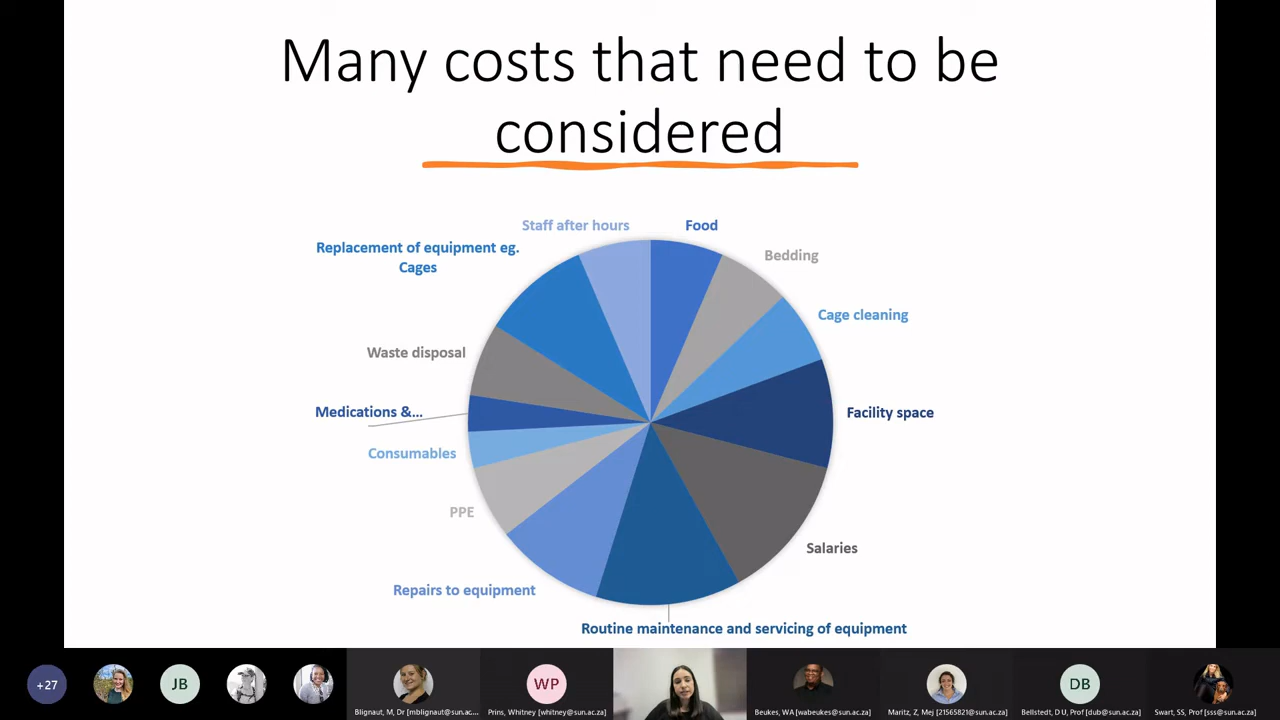 Many costs that need to be
considered
Staff after hours
Food
Replacement of equipment eg.
Cages
Bedding
Cage cleaning
Waste disposal
Medications &...
Facility space
Consumables
PPE
Salaries
Repairs to equipment
Routine maintenance and servicing of equipment
+27
JB
WP
DB
Blignaut, M, Dr [mblignaut@sun.ac...
Prins, Whitney [whitney@sun.ac.za]
Beukes, WA [wabeukes@sun.ac.za]
Maritz, Z, Mej [21565821@sun.ac.za]
Bellstedt, D U, Prof [dub@sun.ac.za]
Swart, SS, Prof [sss@sun.ac.za]